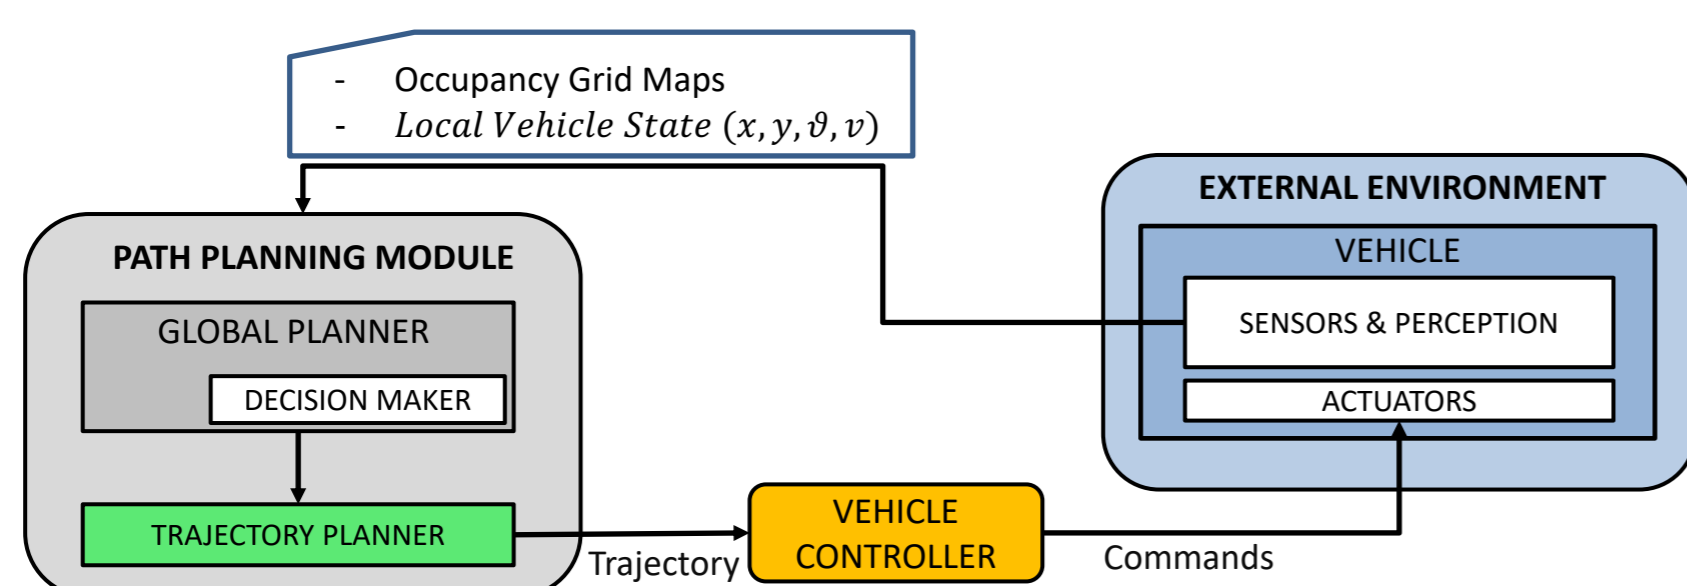 - Occupancy Grid Maps
- Local Vehicle State (x, y, ϑ, v)
EXTERNAL ENVIRONMENT
VEHICLE
SENSORS & PERCEPTION
ACTUATORS
PATH PLANNING MODULE
GLOBAL PLANNER
DECISION MAKER
TRAJECTORY PLANNER
Trajectory
VEHICLE
CONTROLLER
Commands